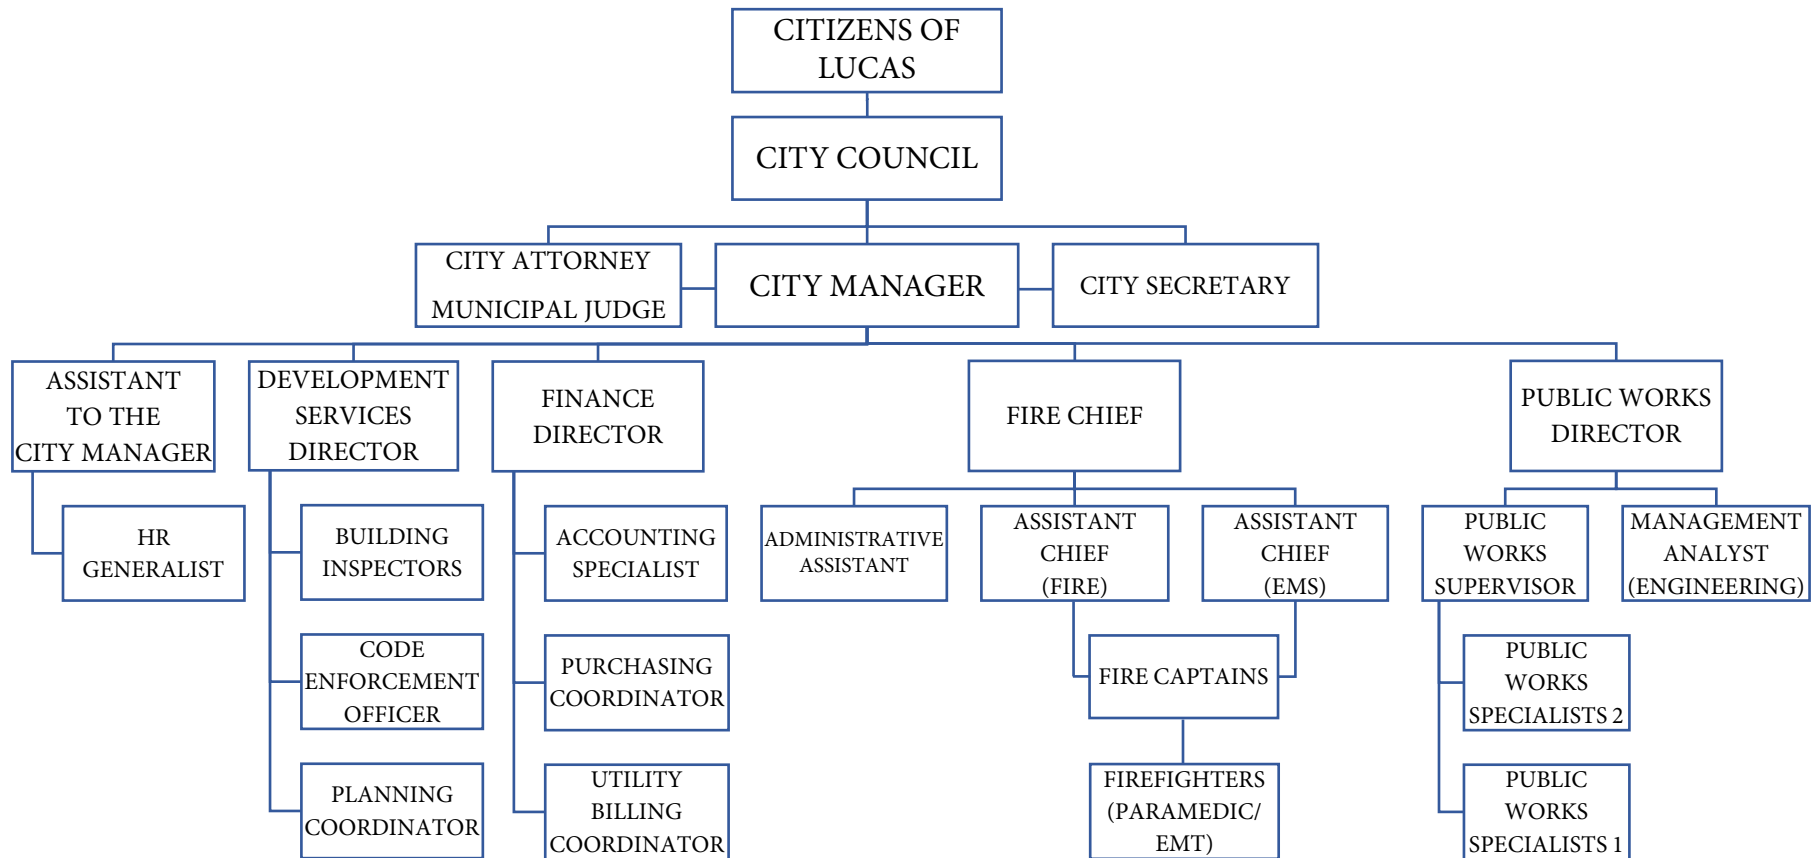 CITIZENS OF
LUCAS
CITY COUNCIL
CITY ATTORNEY
MUNICIPAL JUDGE
CITY MANAGER
CITY SECRETARY
ASSISTANT
TO THE
CITY MANAGER
DEVELOPMENT
SERVICES
DIRECTOR
FINANCE
DIRECTOR
FIRE CHIEF
PUBLIC WORKS
DIRECTOR
HR
GENERALIST
BUILDING
INSPECTORS
ACCOUNTING
SPECIALIST
ADMINISTRATIVE
ASSISTANT
ASSISTANT
CHIEF
(FIRE)
ASSISTANT
CHIEF
(EMS)
PUBLIC
WORKS
SUPERVISOR
MANAGEMENT
ANALYST
(ENGINEERING)
CODE
ENFORCEMENT
OFFICER
PURCHASING
COORDINATOR
FIRE CAPTAINS
PUBLIC
WORKS
SPECIALISTS 2
PLANNING
COORDINATOR
UTILITY
BILLING
COORDINATOR
FIREFIGHTERS
(PARAMEDIC/
EMT)
PUBLIC
WORKS
SPECIALISTS 1